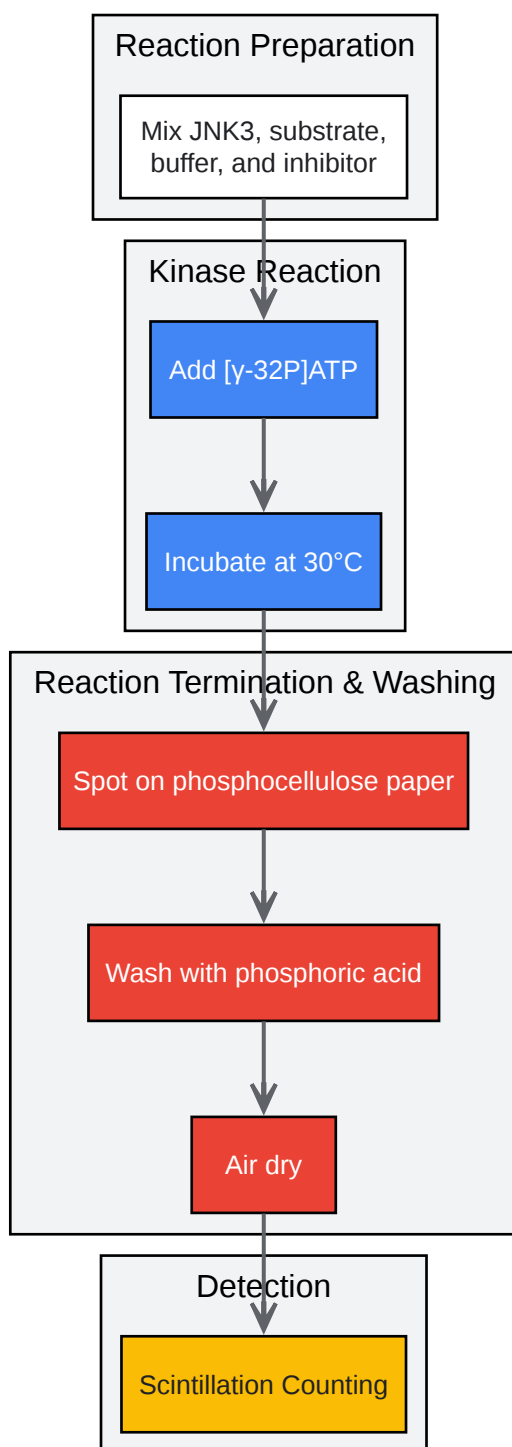 Reaction Preparation
Mix JNK3, substrate,
buffer, and inhibitor
Kinase Reaction
Add [γ-32P]ATP
Incubate at 30°C
Reaction Termination & Washing
Spot on phosphocellulose paper
Wash with phosphoric acid
Air dry
Detection
Scintillation Counting